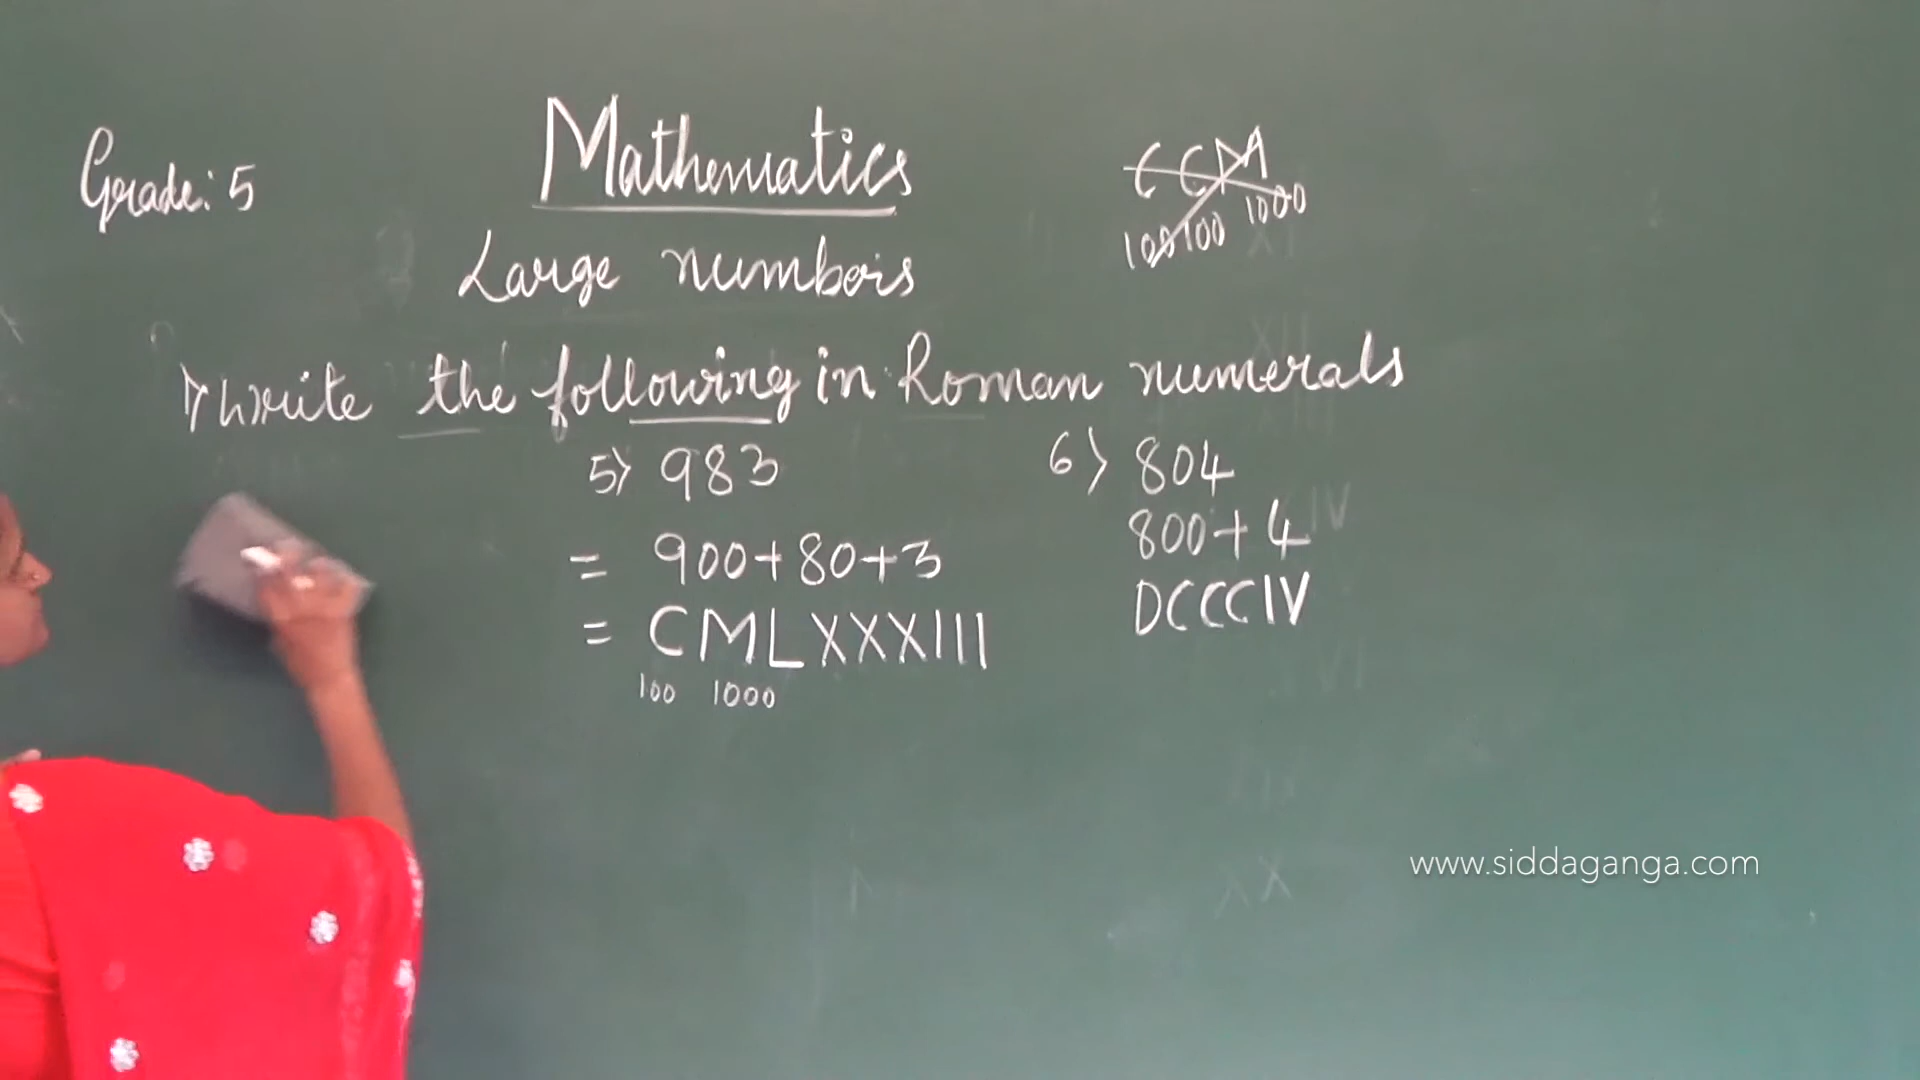 Grade: 5
Mathematics
CCM
100 100 1000
Large numbers
Write the following in Roman numerals
5) 983
= 900+80+3
= CMLXXXIII
100 1000
6) 804
800+4
DCCCIV
www.siddaganga.com